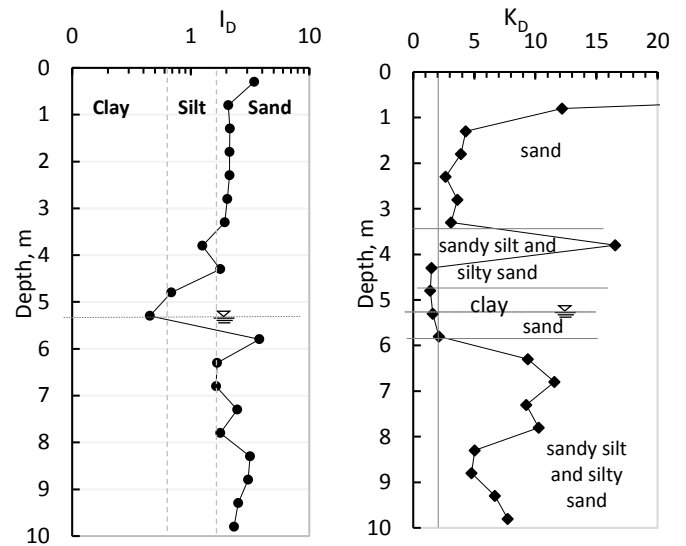 I_D
0 1 10
Depth, m
0
1
2
3
4
5
6
7
8
9
10
Clay Silt Sand
K_D
0 5 10 15 20
Depth, m
0
1
2
3
4
5
6
7
8
9
10
sand
sandy silt and
silty sand
clay
sand
sandy silt
and silty
sand